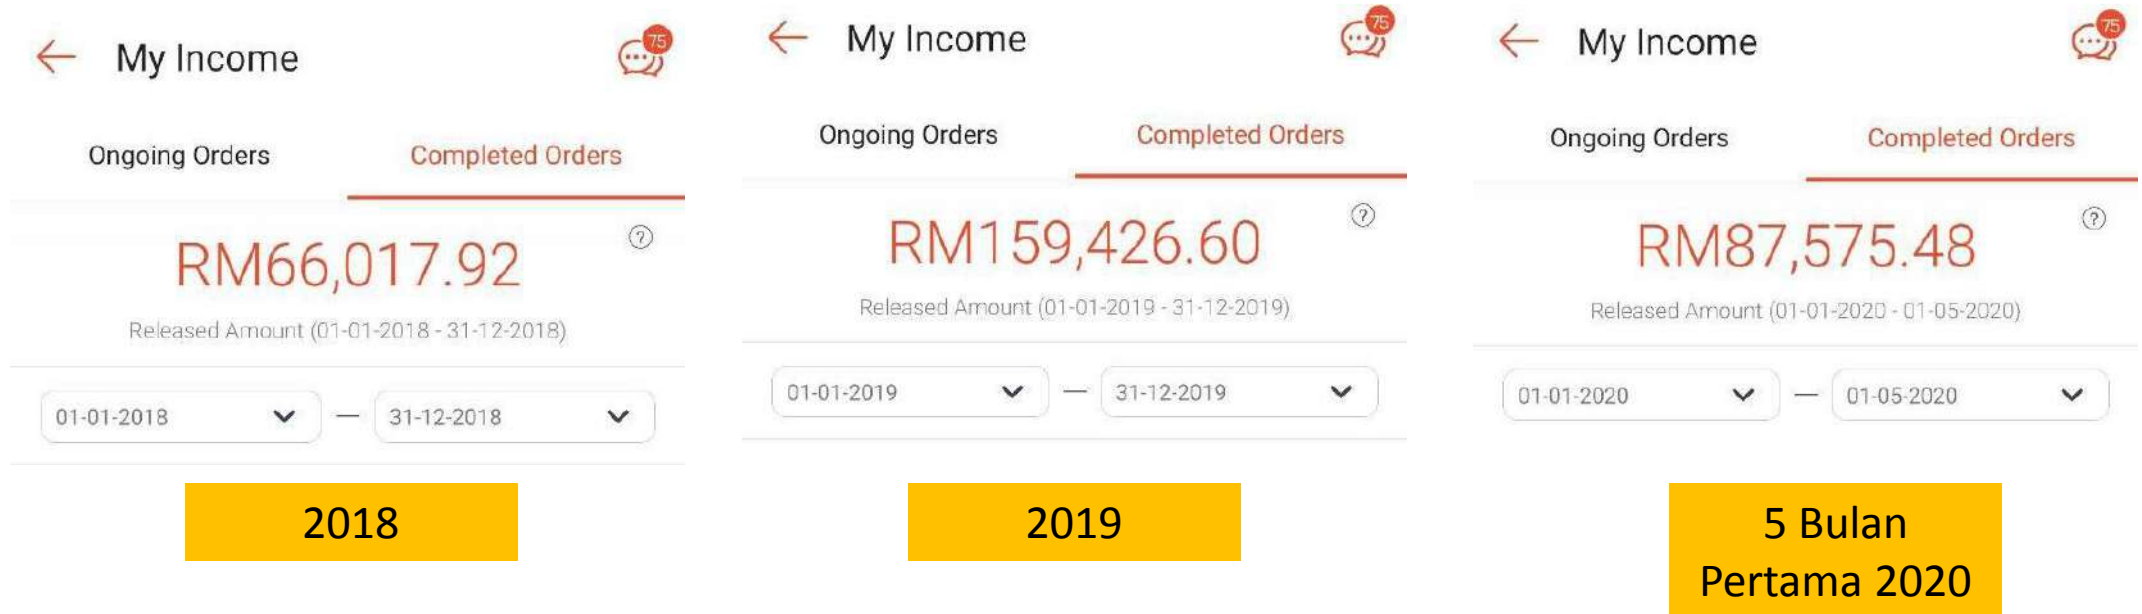 My Income
75
Ongoing Orders
Completed Orders
RM66,017.92
?
Released Amount (01-01-2018 - 31-12-2018)
01-01-2018
—
31-12-2018
2018
My Income
75
Ongoing Orders
Completed Orders
RM159,426.60
?
Released Amount (01-01-2019 - 31-12-2019)
01-01-2019
—
31-12-2019
2019
My Income
75
Ongoing Orders
Completed Orders
RM87,575.48
?
Released Amount (01-01-2020 - 01-05-2020)
01-01-2020
—
01-05-2020
5 Bulan
Pertama 2020